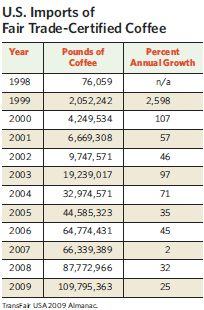 U.S. Imports of
Fair Trade-Certified Coffee
Year Pounds of Coffee Percent Annual Growth
1998 76,059 n/a
1999 2,052,242 2,598
2000 4,249,534 107
2001 6,669,308 57
2002 9,747,571 46
2003 19,239,017 97
2004 32,974,571 71
2005 44,585,323 35
2006 64,774,431 45
2007 66,339,389 2
2008 87,772,966 32
2009 109,795,363 25
TransFair USA 2009 Almanac.